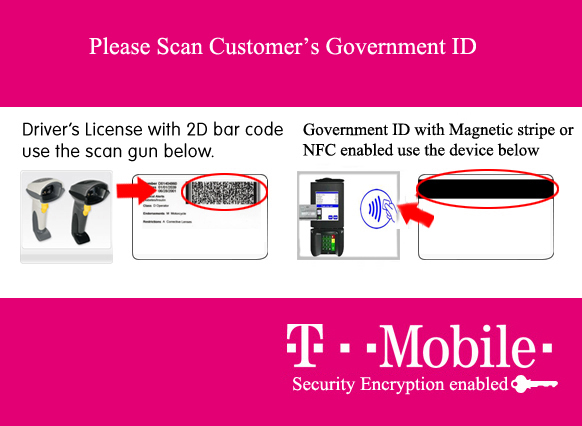 Please Scan Customer's Government ID
Driver's License with 2D bar code
use the scan gun below.
Government ID with Magnetic stripe or
NFC enabled use the device below
Class: D Operator
Endorsements: M Motorcycle
Restrictions: Corrective Lenses
T··Mobile·
Security Encryption enabled